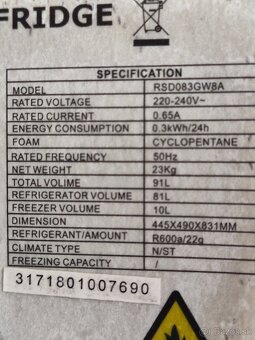 FRIDGE
SPECIFICATION
MODEL RSD083GW8A
RATED VOLTAGE 220-240V~
RATED CURRENT 0.65A
ENERGY CONSUMPTION 0.3kWh/24h
FOAM CYCLOPENTANE
RATED FREQUENCY 50Hz
NET WEIGHT 23Kg
TOTAL VOLIME 91L
REFRIGERATOR VOLUME 81L
FREEZER VOLUME 10L
DIMENSION 445X490X831MM
REFRIGERANT/AMOUNT R600a/22g
CLIMATE TYPE N/ST
FREEZING CAPACITY /
3171801007690